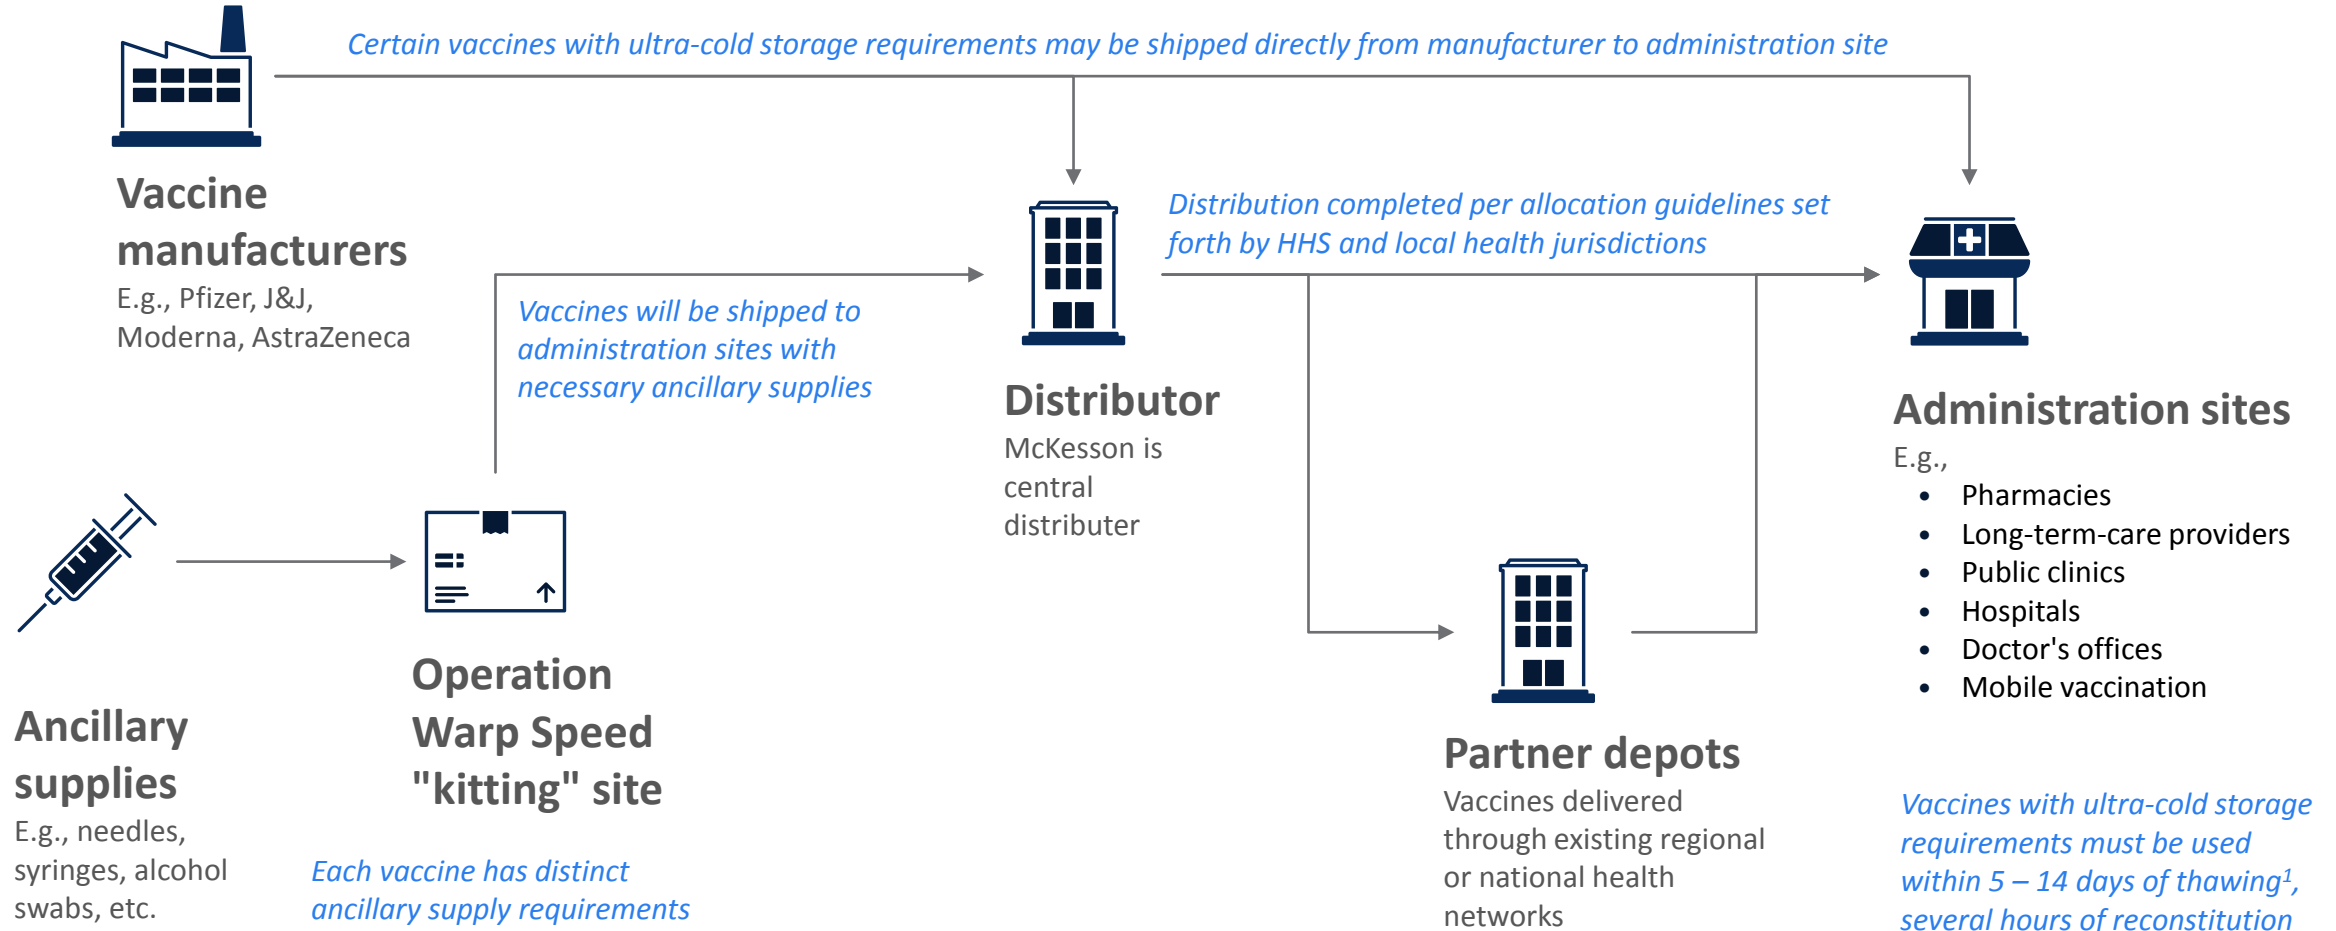 Certain vaccines with ultra-cold storage requirements may be shipped directly from manufacturer to administration site
Vaccine
manufacturers
E.g., Pfizer, J&J,
Moderna, AstraZeneca
Vaccines will be shipped to
administration sites with
necessary ancillary supplies
Distribution completed per allocation guidelines set
forth by HHS and local health jurisdictions
Distributor
McKesson is
central
distributer
Administration sites
E.g.,
• Pharmacies
• Long-term-care providers
• Public clinics
• Hospitals
• Doctor's offices
• Mobile vaccination
Ancillary
supplies
E.g., needles,
syringes, alcohol
swabs, etc.
Operation
Warp Speed
"kitting" site
Each vaccine has distinct
ancillary supply requirements
Partner depots
Vaccines delivered
through existing regional
or national health
networks
Vaccines with ultra-cold storage
requirements must be used
within 5 – 14 days of thawing¹,
several hours of reconstitution